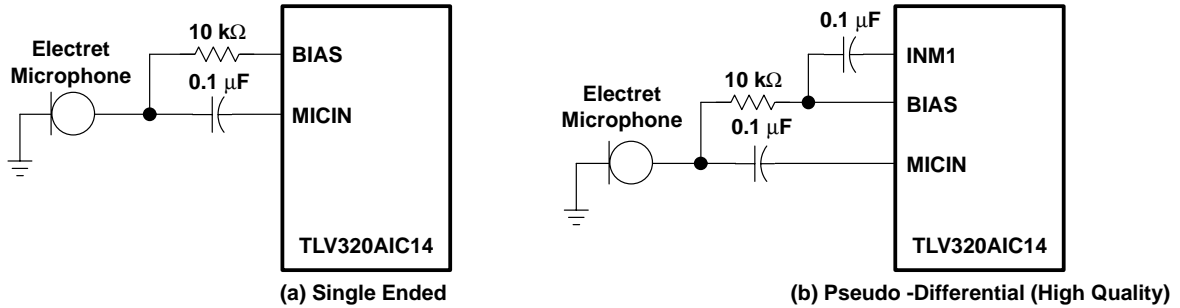 10 kΩ
Electret
Microphone
0.1 μF
BIAS
MICIN
TLV320AIC14
(a) Single Ended
0.1 μF
INM1
10 kΩ
Electret
Microphone
0.1 μF
BIAS
MICIN
TLV320AIC14
(b) Pseudo -Differential (High Quality)